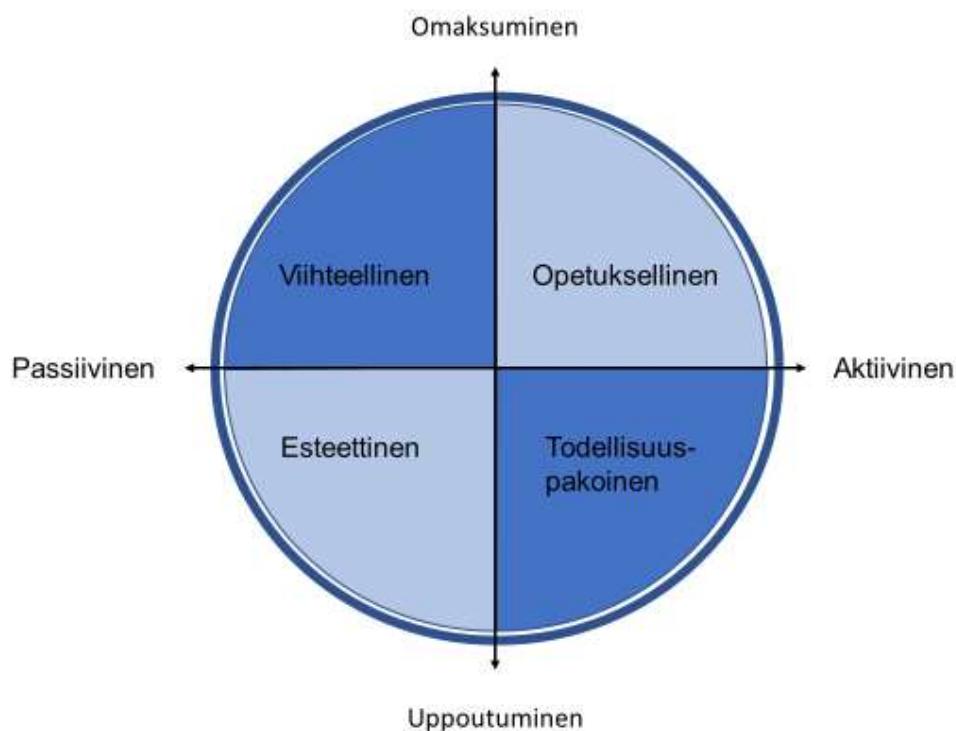 Omaksuminen
Viihteellinen
Opetuksellinen
Passiivinen
Aktiivinen
Esteettinen
Todellisuus-
pakoinen
Uppoutuminen